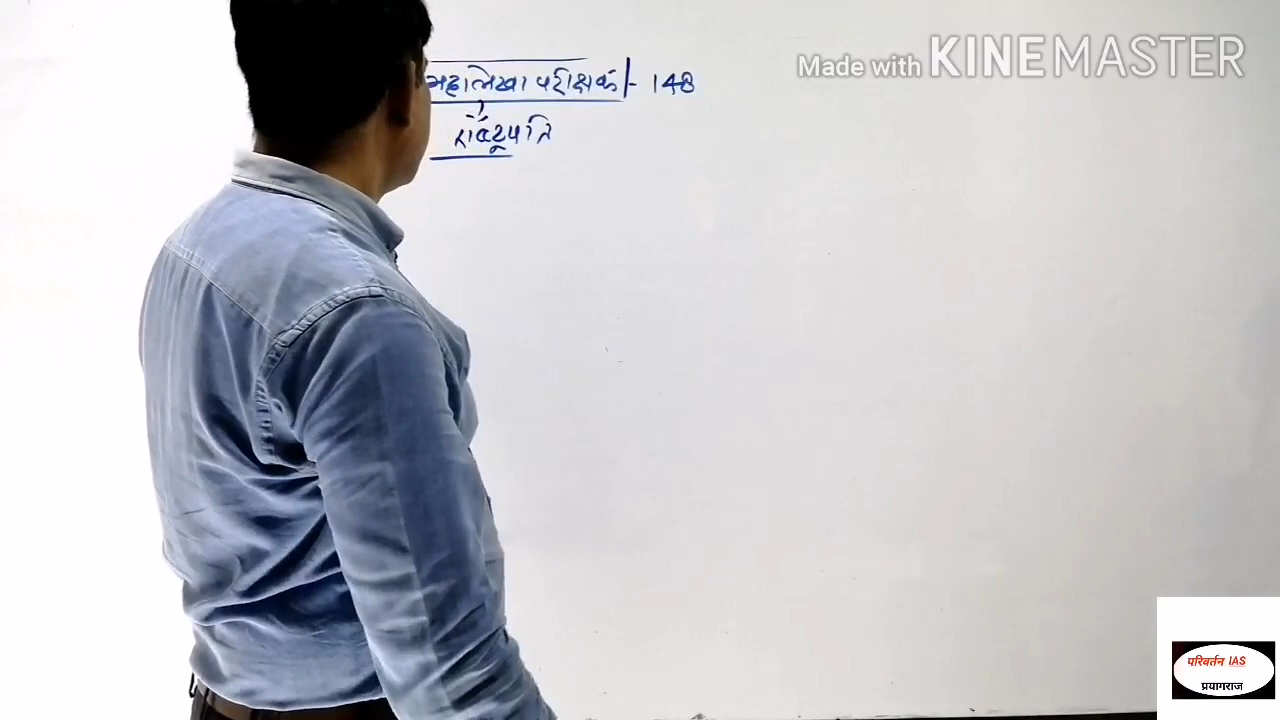 Made with KINEMASTER
महालेखा परीक्षक - 148
राष्ट्रपति
परिवर्तन IAS
प्रयागराज